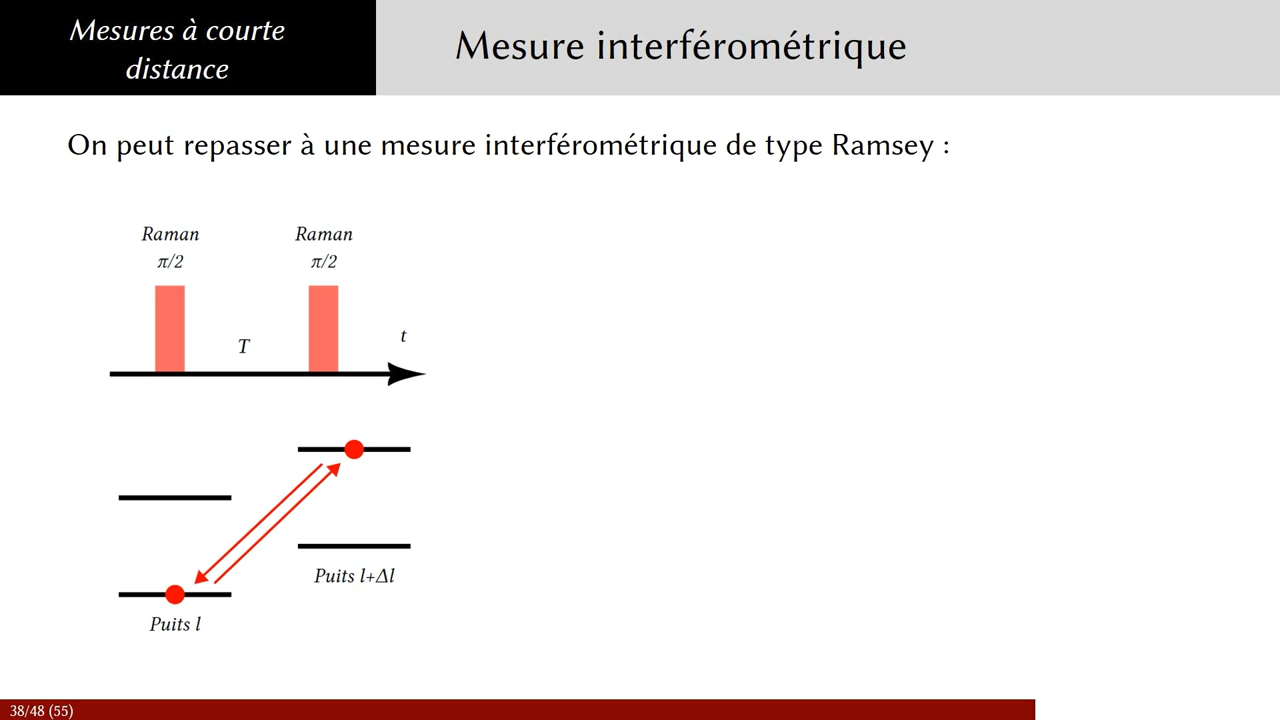 Mesures à courte
distance
Mesure interférométrique
On peut repasser à une mesure interférométrique de type Ramsey :
Raman Raman
π/2 π/2
T
t
Puits l+Δl
Puits l
38/48 (55)